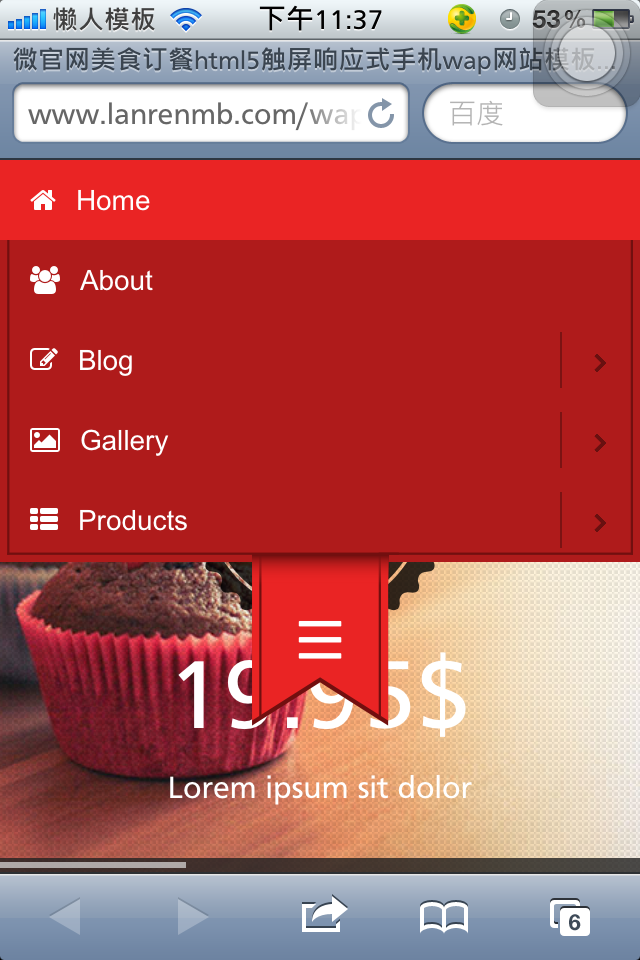 懒人模板 下午11:37 53%
微官网美食订餐html5触屏响应式手机wap网站模板...
www.lanrenmb.com/wap 百度
Home
About
Blog
Gallery
Products
19.95$
Lorem ipsum sit dolor
6